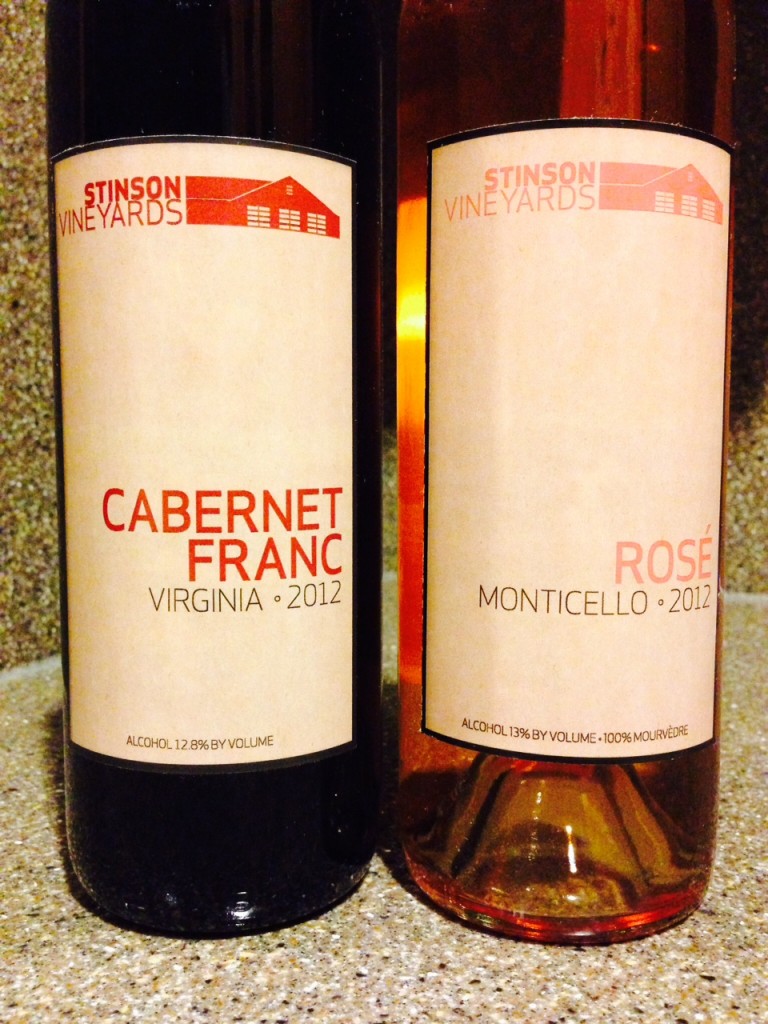 STINSON
VINEYARDS
CABERNET
FRANC
VIRGINIA ∘ 2012
ALCOHOL 12.8% BY VOLUME
STINSON
VINEYARDS
ROSÉ
MONTICELLO ∘ 2012
ALCOHOL 13% BY VOLUME • 100% MOURVÈDRE